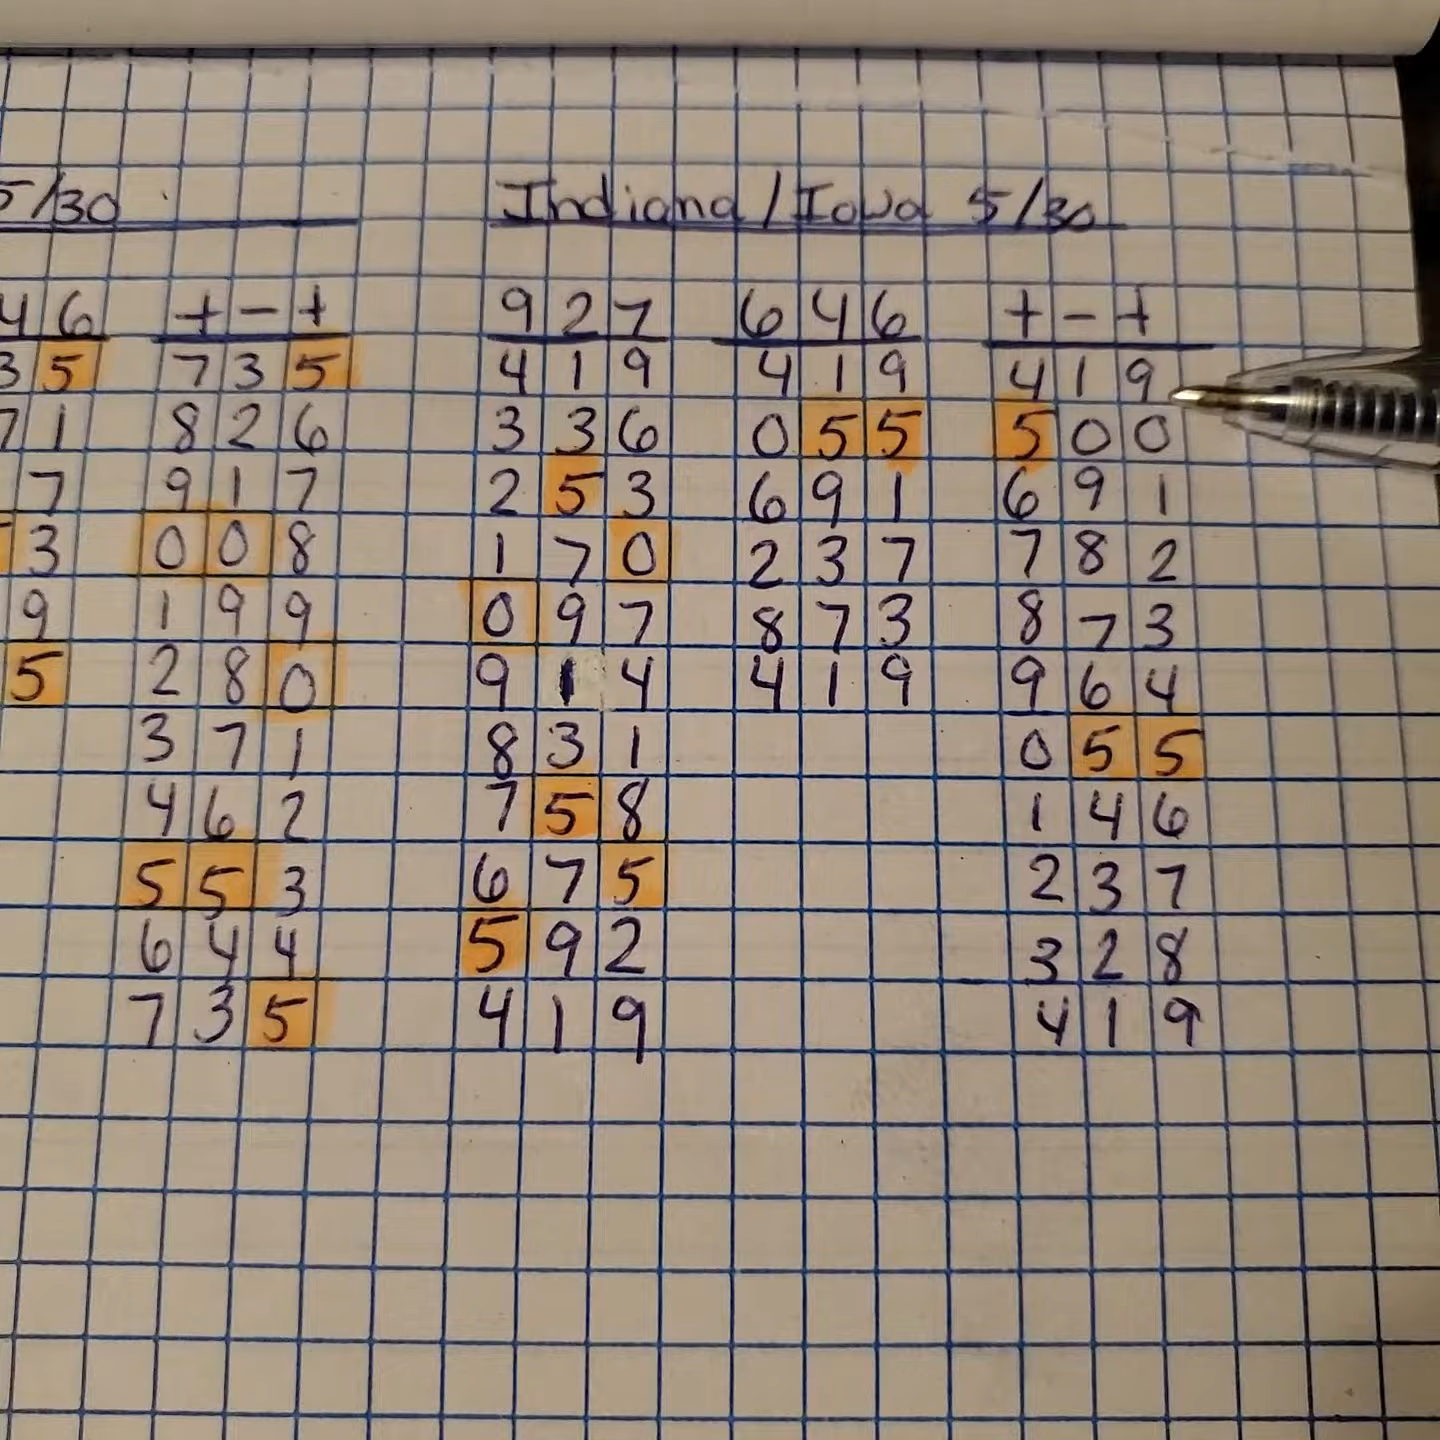 5/30 Indiana/Iowa 5/30
46 + - + 927 646 + - +
35 735 419 419 419
71 826 336 055 500
7 917 253 691 691
3 008 170 237 782
9 199 097 873 873
5 280 914 419 964
371 831 055
462 758 146
553 675 237
644 592 328
735 419 419